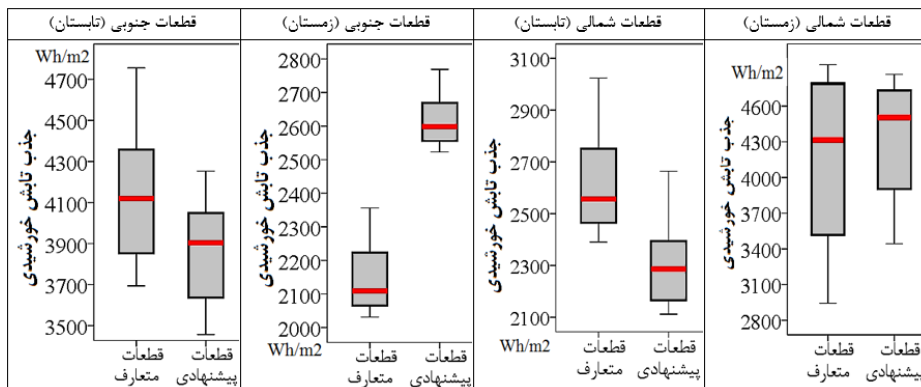 قطعات جنوبی (تابستان)
قطعات جنوبی (زمستان)
قطعات شمالی (تابستان)
قطعات شمالی (زمستان)
Wh/m2
4700
4500
4300
4100
3900
3700
3500
جذب تابش خورشیدی
قطعات
متعارف
قطعات
پیشنهادی
2800
2700
2600
2500
2400
2300
2200
2100
2000
Wh/m2
جذب تابش خورشیدی
قطعات
متعارف
قطعات
پیشنهادی
3100
2900
2700
2500
2300
2100
Wh/m2
جذب تابش خورشیدی
قطعات
متعارف
قطعات
پیشنهادی
Wh/m2
4600
4300
4000
3700
3400
3100
2800
جذب تابش خورشیدی
قطعات
متعارف
قطعات
پیشنهادی